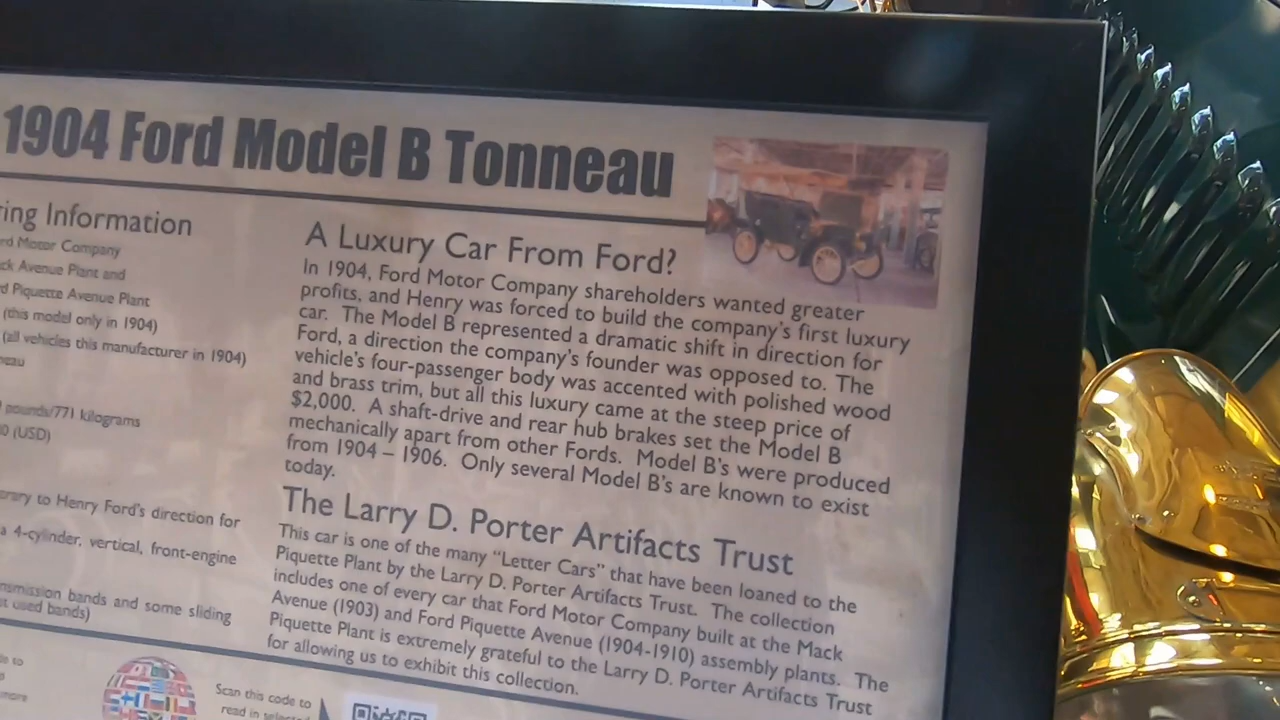 1904 Ford Model B Tonneau
Information
Motor Company
Avenue Plant and
Piquette Avenue Plant
(this model only in 1904)
(all vehicles this manufacturer in 1904)
pounds/771 kilograms
(USD)
to Henry Ford's direction for
a 4-cylinder, vertical, front-engine
bands and some sliding
used bands)
A Luxury Car From Ford?
In 1904, Ford Motor Company shareholders wanted greater
profits, and Henry was forced to build the company's first luxury
car. The Model B represented a dramatic shift in direction for
Ford, a direction the company's founder was opposed to. The
vehicle's four-passenger body was accented with polished wood
and brass trim, but all this luxury came at the steep price of
$2,000. A shaft-drive and rear hub brakes set the Model B
mechanically apart from other Fords. Model B's were produced
from 1904 – 1906. Only several Model B's are known to exist
today.
The Larry D. Porter Artifacts Trust
This car is one of the many "Letter Cars" that have been loaned to the
Piquette Plant by the Larry D. Porter Artifacts Trust. The collection
includes one of every car that Ford Motor Company built at the Mack
Avenue (1903) and Ford Piquette Avenue (1904-1910) assembly plants. The
Piquette Plant is extremely grateful to the Larry D. Porter Artifacts Trust
for allowing us to exhibit this collection.
to
Scan this code to
read in